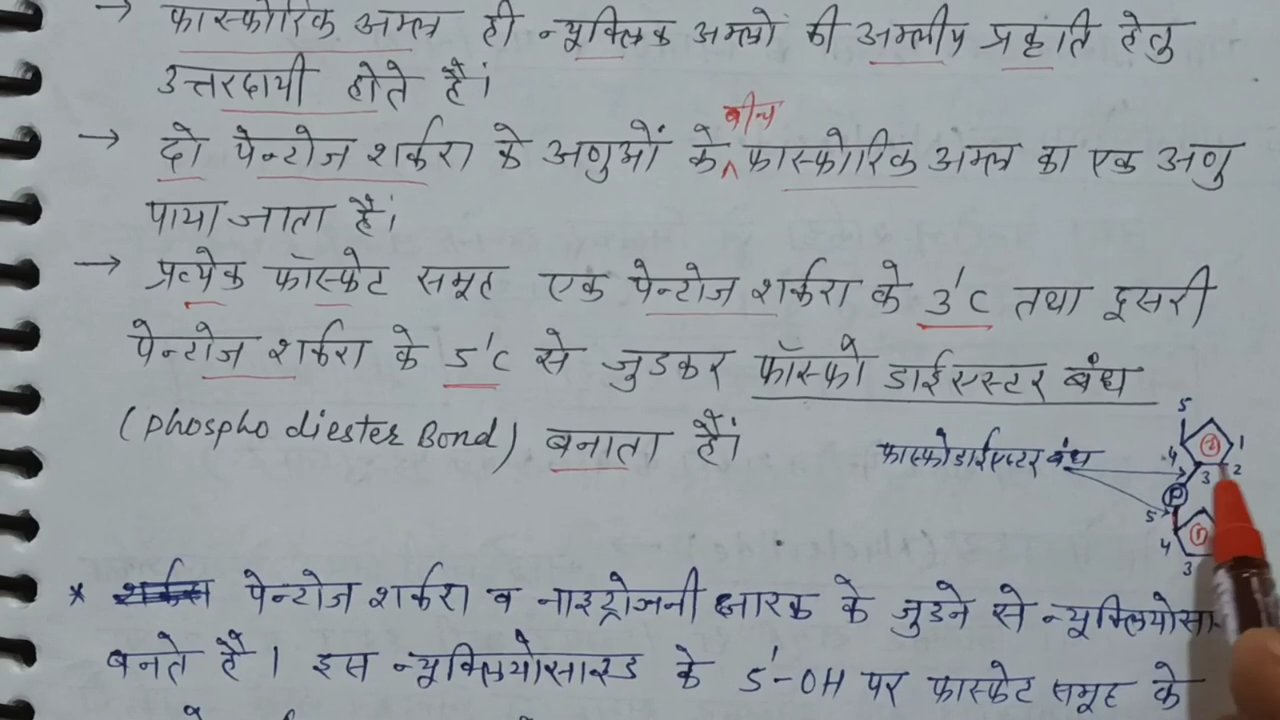 → फास्फोरिक अम्ल ही न्यूक्लिक अम्लों की अम्लीय प्रकृति हेतु
उत्तरदायी होते हैं।
→ दो पेन्टोज शर्करा के अणुओं के बीच फास्फोरिक अम्ल का एक अणु
पाया जाता है।
→ प्रत्येक फॉस्फेट समूह एक पेन्टोज शर्करा के 3'C तथा दूसरी
पेन्टोज शर्करा के 5'C से जुडकर फॉस्फो डाईएस्टर बंध
(phospho diester Bond) बनाता है।
फास्फोडाईएस्टर बंध
5
4 2 1
3 2
P
5
4 1
3
* पेन्टोज शर्करा व नाइट्रोजनी क्षारक के जुडने से न्यूक्लियोसा
बनते है। इस न्यूक्लियोसाइड के 5'-OH पर फास्फेट समूह के